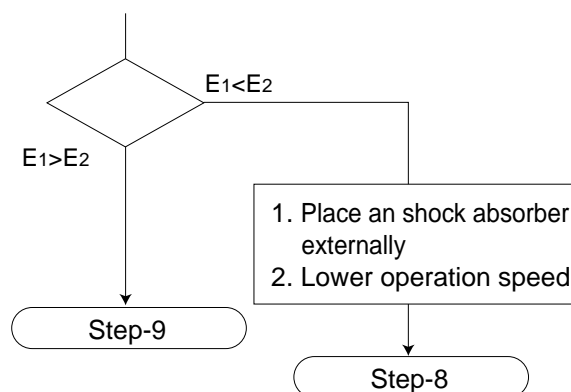 E1<E2
E1>E2
1. Place an shock absorber
externally
2. Lower operation speed
Step-9
Step-8